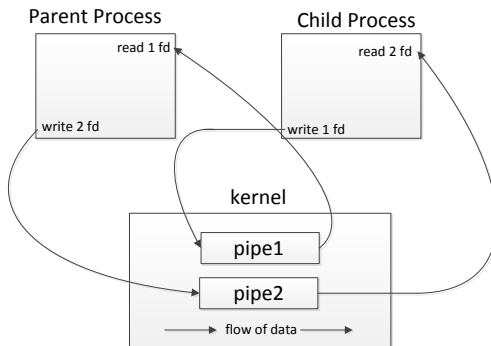 Parent Process
Child Process
read 1 fd
read 2 fd
write 2 fd
write 1 fd
kernel
pipe1
pipe2
flow of data